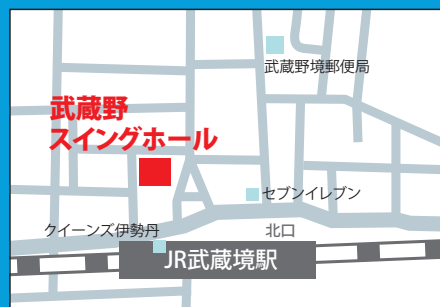 武蔵野境郵便局
武蔵野
スイングホール
セブンイレブン
クイーンズ伊勢丹
北口
JR武蔵境駅